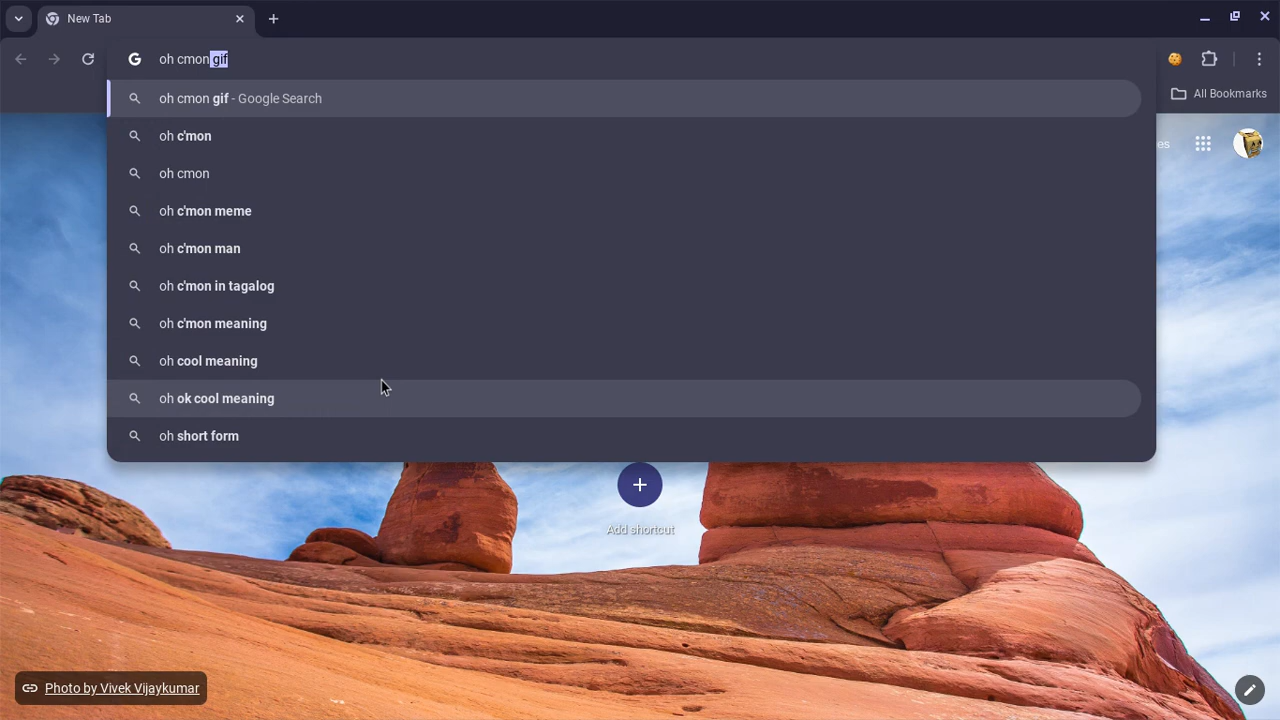 New Tab
oh cmon gif
oh cmon gif - Google Search
All Bookmarks
oh c'mon
es
oh cmon
oh c'mon meme
oh c'mon man
oh c'mon in tagalog
oh c'mon meaning
oh cool meaning
oh ok cool meaning
oh short form
Add shortcut
Photo by Vivek Vijaykumar